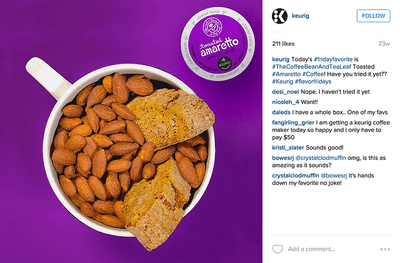 toasted
amaretto
keurig
FOLLOW
211 likes
23w
keurig Today's #fridayfavorite is
#TheCoffeeBeanAndTeaLeaf Toasted
#Amaretto #Coffee! Have you tried it yet??
#Keurig #flavorfridays
desi_noel Nope. I haven't tried it yet
nicoleh_4 Want!!
daleds I have a whole box.. One of my favs
fangirling_grier I am getting a keurig coffee
maker today so happy and i only have to
pay $50
kristi_slater Sounds good!
bowesrj @crystalclodmuffin omg, is this as
amazing as it sounds?
crystalclodmuffin @bowesrj it's hands
down my favorite no joke!
Add a comment...